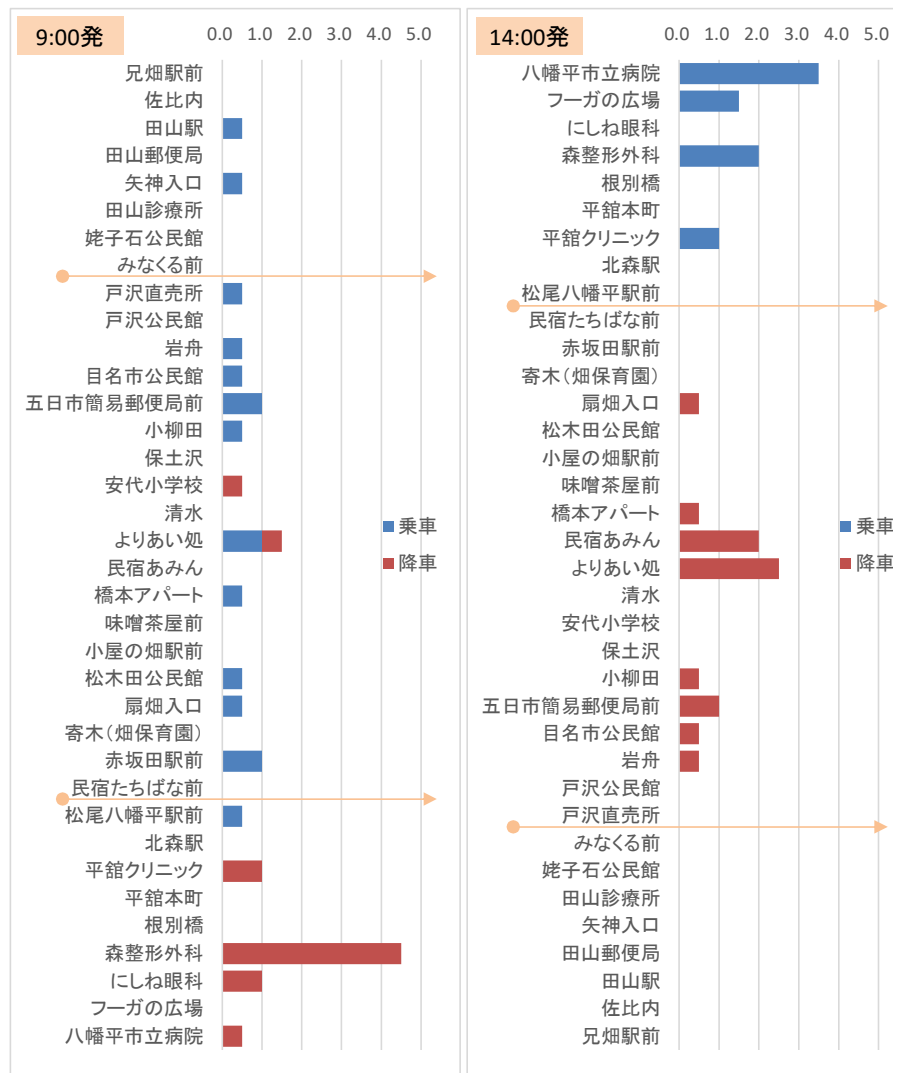 9:00発
0.0 1.0 2.0 3.0 4.0 5.0
兄畑駅前
佐比内
田山駅
田山郵便局
矢神入口
田山診療所
姥子石公民館
みなくる前
戸沢直売所
戸沢公民館
岩舟
目名市公民館
五日市簡易郵便局前
小柳田
保土沢
安代小学校
清水
よりあい処
民宿あみん
橋本アパート
味噌茶屋前
小屋の畑駅前
松木田公民館
扇畑入口
寄木(畑保育園)
赤坂田駅前
民宿たちばな前
松尾八幡平駅前
北森駅
平舘クリニック
平舘本町
根別橋
森整形外科
にしね眼科
フーガの広場
八幡平市立病院
乗車
降車
14:00発
0.0 1.0 2.0 3.0 4.0 5.0
八幡平市立病院
フーガの広場
にしね眼科
森整形外科
根別橋
平舘本町
平舘クリニック
北森駅
松尾八幡平駅前
民宿たちばな前
赤坂田駅前
寄木(畑保育園)
扇畑入口
松木田公民館
小屋の畑駅前
味噌茶屋前
橋本アパート
民宿あみん
よりあい処
清水
安代小学校
保土沢
小柳田
五日市簡易郵便局前
目名市公民館
岩舟
戸沢公民館
戸沢直売所
みなくる前
姥子石公民館
田山診療所
矢神入口
田山郵便局
田山駅
佐比内
兄畑駅前
乗車
降車